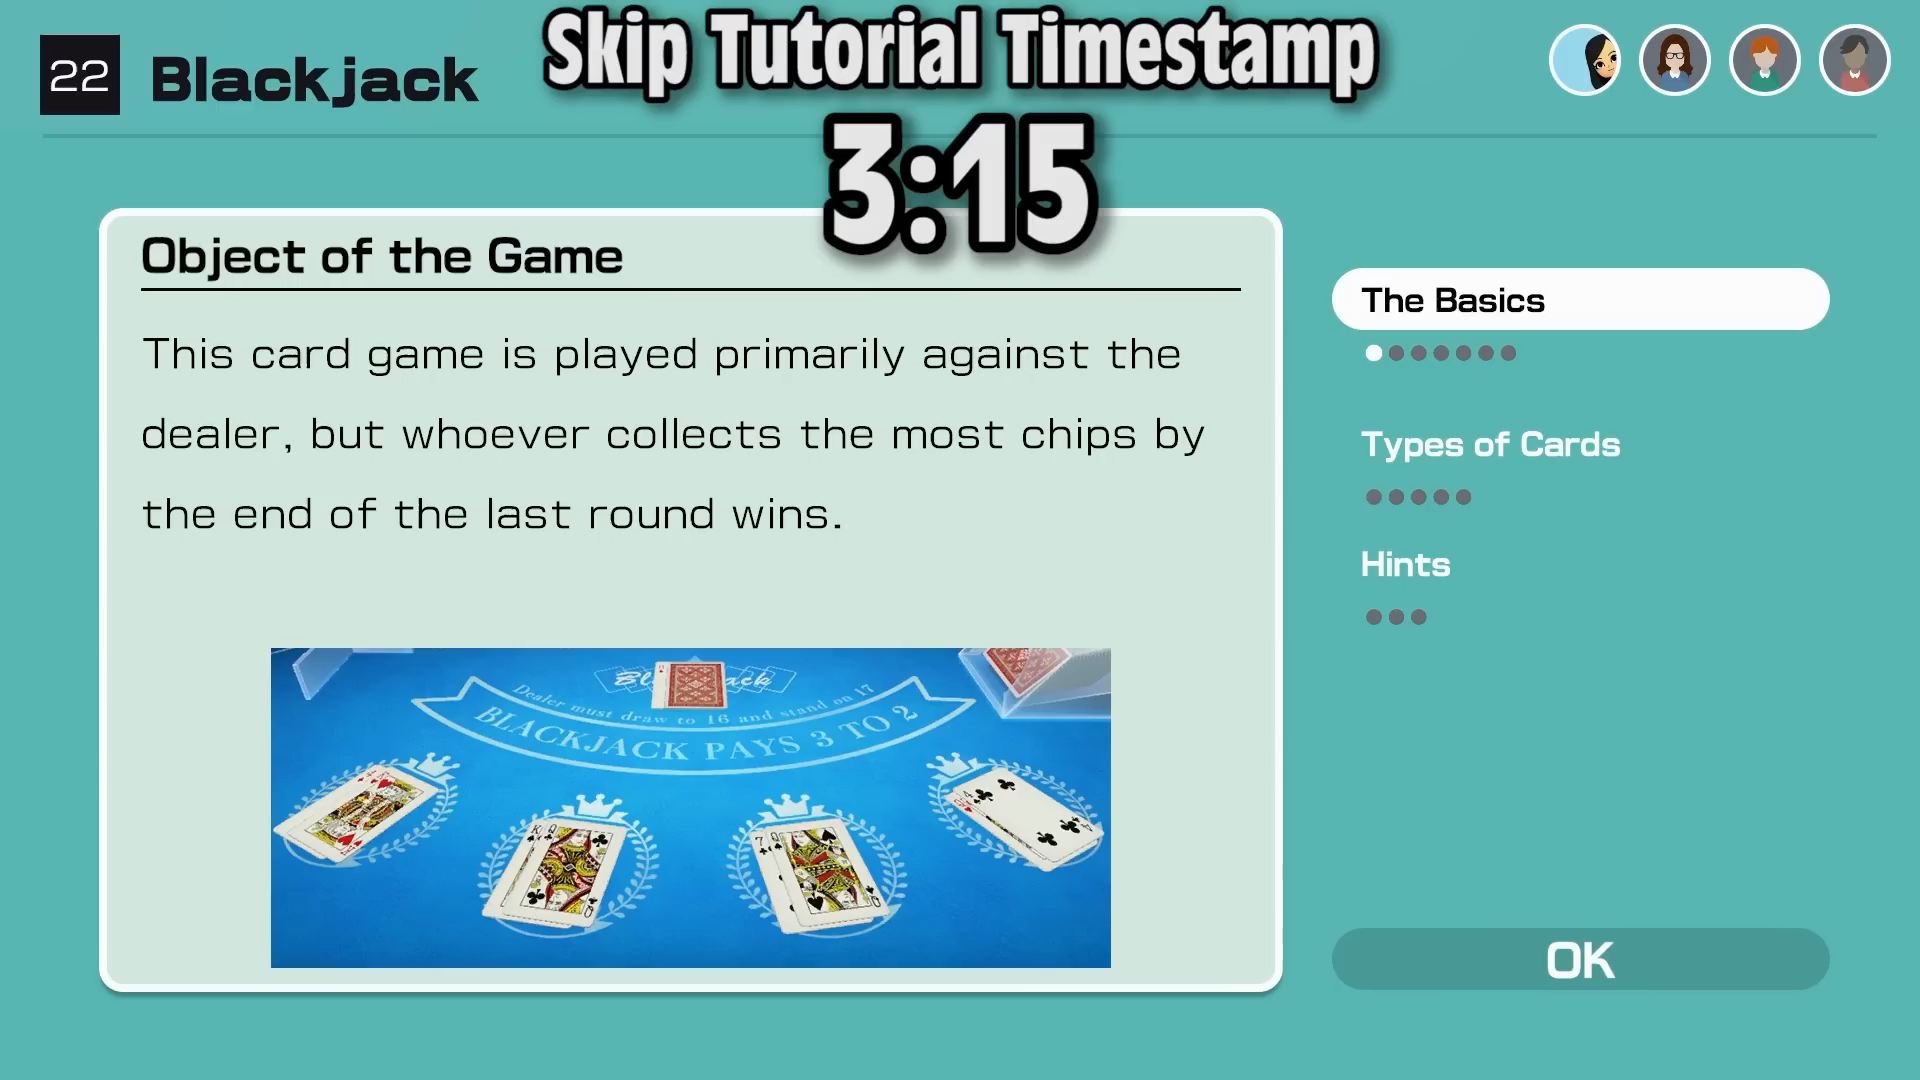 Skip Tutorial Timestamp
3:15
22 Blackjack
Object of the Game
This card game is played primarily against the
dealer, but whoever collects the most chips by
the end of the last round wins.
The Basics
Types of Cards
Hints
OK
Dealer must draw to 16 and stand on 17
BLACKJACK PAYS 3 TO 2
K Q
7 Q